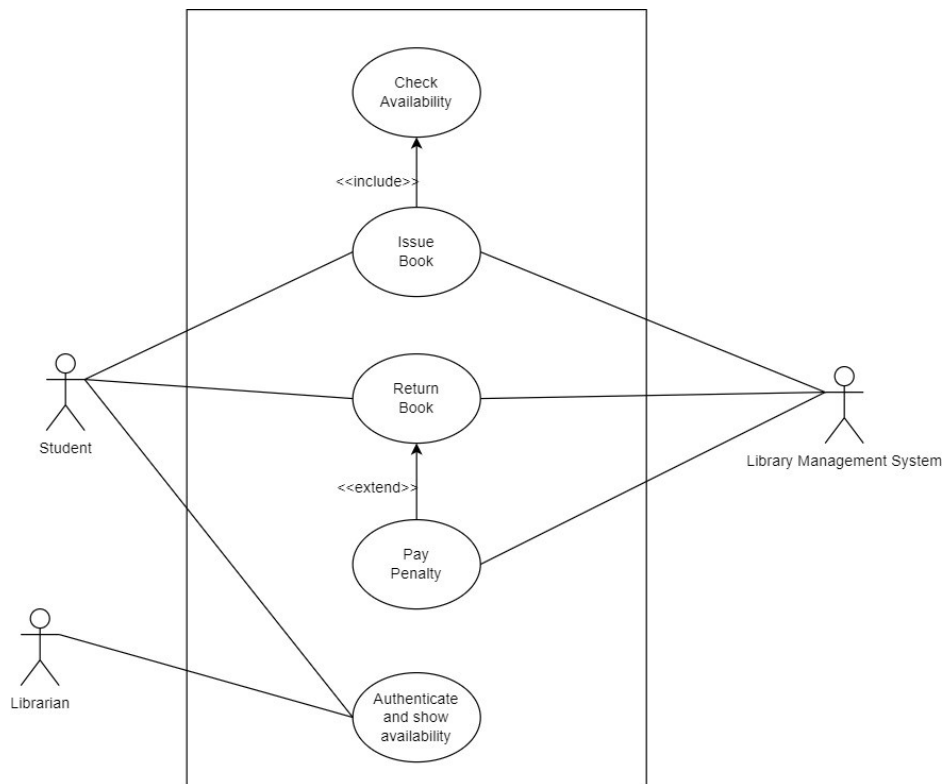 Check
Availability
<<include>>
Issue
Book
Return
Book
Student
Library Management System
<<extend>>
Pay
Penalty
Librarian
Authenticate
and show
availability